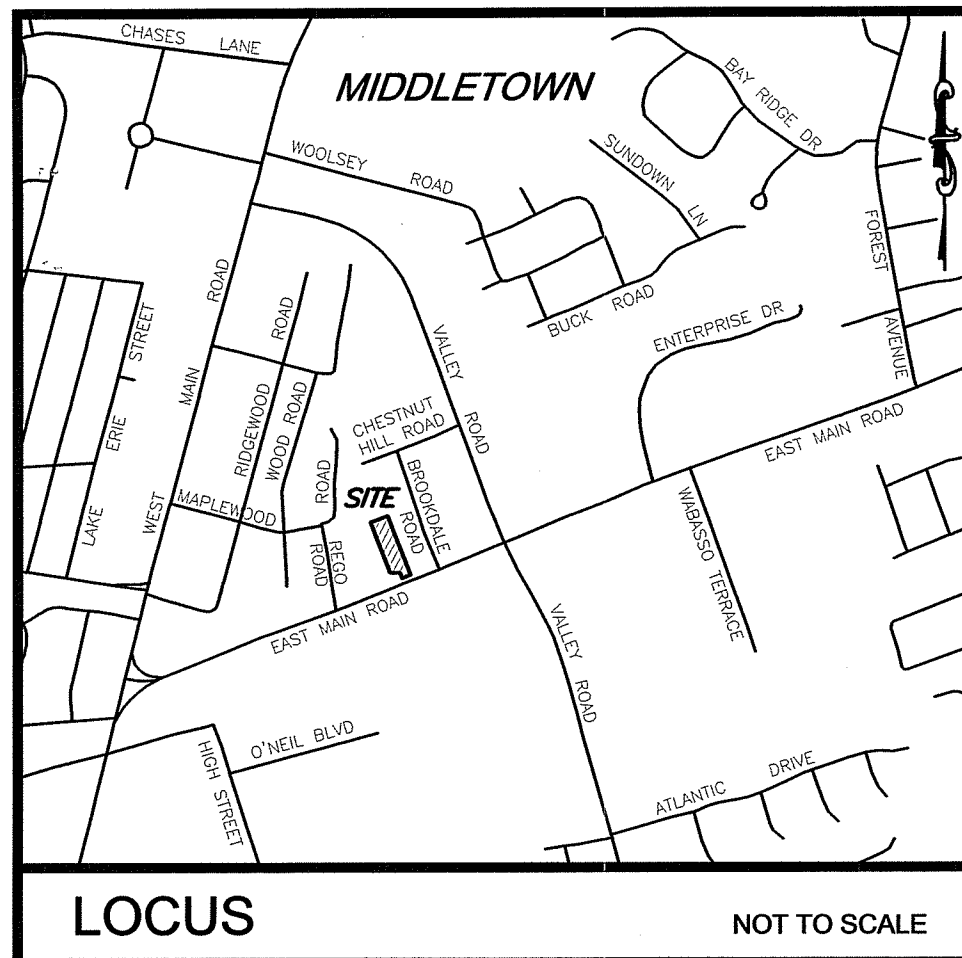 CHASES LANE
MIDDLETOWN
BAY RIDGE DR
WOOLSEY ROAD
SUNDOWN LN
FOREST AVENUE
BUCK ROAD
ENTERPRISE DR
WEST MAIN ROAD
LAKE ERIE STREET
RIDGEWOOD ROAD
WOOD ROAD
VALLEY ROAD
CHESTNUT
HILL ROAD
BROOKDALE
ROAD
MAPLEWOOD
ROAD
SITE
REGO
ROAD
EAST MAIN ROAD
EAST MAIN ROAD
WABASSO TERRACE
VALLEY ROAD
O'NEIL BLVD
HIGH STREET
ATLANTIC DRIVE
LOCUS
NOT TO SCALE